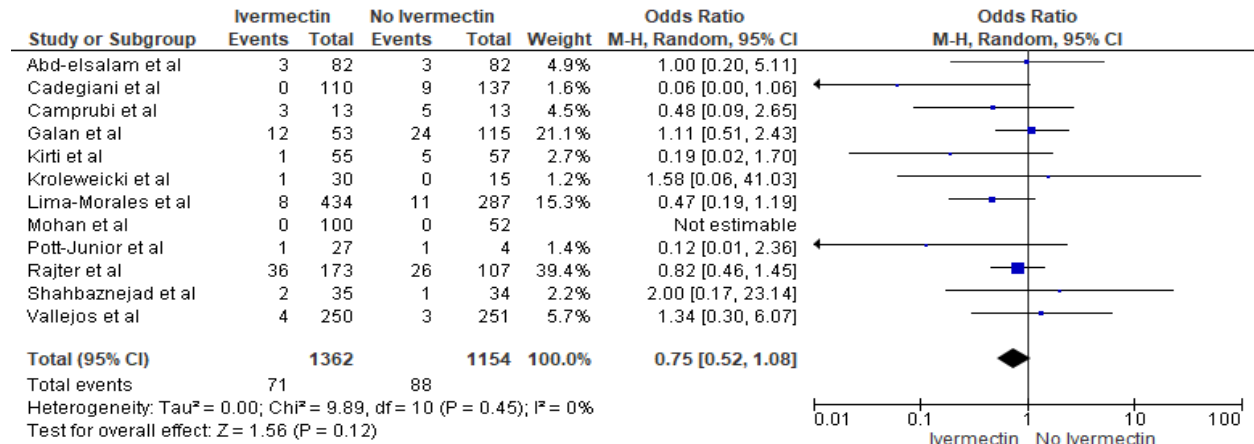 Ivermectin No Ivermectin Odds Ratio Odds Ratio
Study or Subgroup Events Total Events Total Weight M-H, Random, 95% CI M-H, Random, 95% CI
Abd-elsalam et al 3 82 3 82 4.9% 1.00 [0.20, 5.11]
Cadegiani et al 0 110 9 137 1.6% 0.06 [0.00, 1.06]
Camprubi et al 3 13 5 13 4.5% 0.48 [0.09, 2.65]
Galan et al 12 53 24 115 21.1% 1.11 [0.51, 2.43]
Kirti et al 1 55 5 57 2.7% 0.19 [0.02, 1.70]
Kroleweicki et al 1 30 0 15 1.2% 1.58 [0.06, 41.03]
Lima-Morales et al 8 434 11 287 15.3% 0.47 [0.19, 1.19]
Mohan et al 0 100 0 52 Not estimable
Pott-Junior et al 1 27 1 4 1.4% 0.12 [0.01, 2.36]
Rajter et al 36 173 26 107 39.4% 0.82 [0.46, 1.45]
Shahbaznejad et al 2 35 1 34 2.2% 2.00 [0.17, 23.14]
Vallejos et al 4 250 3 251 5.7% 1.34 [0.30, 6.07]
Total (95% CI) 1362 1154 100.0% 0.75 [0.52, 1.08]
Total events 71 88
Heterogeneity: Tau² = 0.00; Chi² = 9.89, df = 10 (P = 0.45); I² = 0%
Test for overall effect: Z = 1.56 (P = 0.12)
0.01 0.1 1 10 100
Ivermectin No Ivermectin